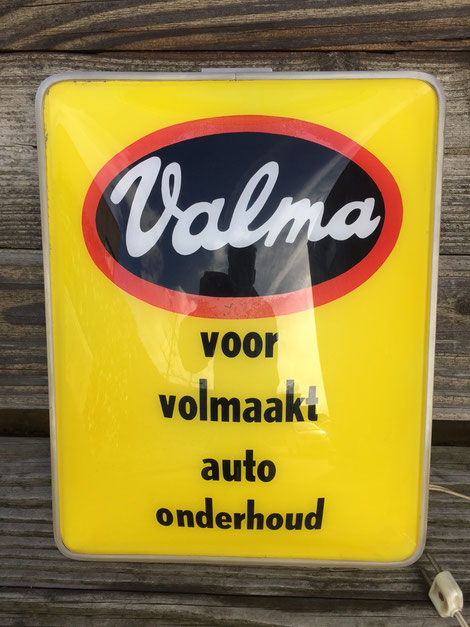 Valma
voor
volmaakt
auto
onderhoud